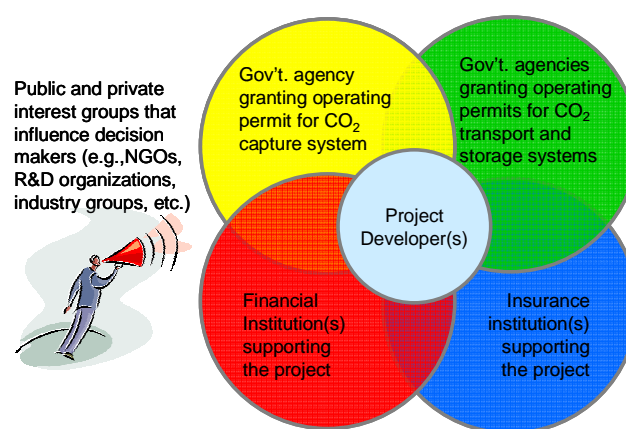 Public and private
interest groups that
influence decision
makers (e.g.,NGOs,
R&D organizations,
industry groups, etc.)
Gov't. agency
granting operating
permit for CO₂
capture system
Gov't. agencies
granting operating
permits for CO₂
transport and
storage systems
Project
Developer(s)
Financial
Institution(s)
supporting
the project
Insurance
institution(s)
supporting
the project